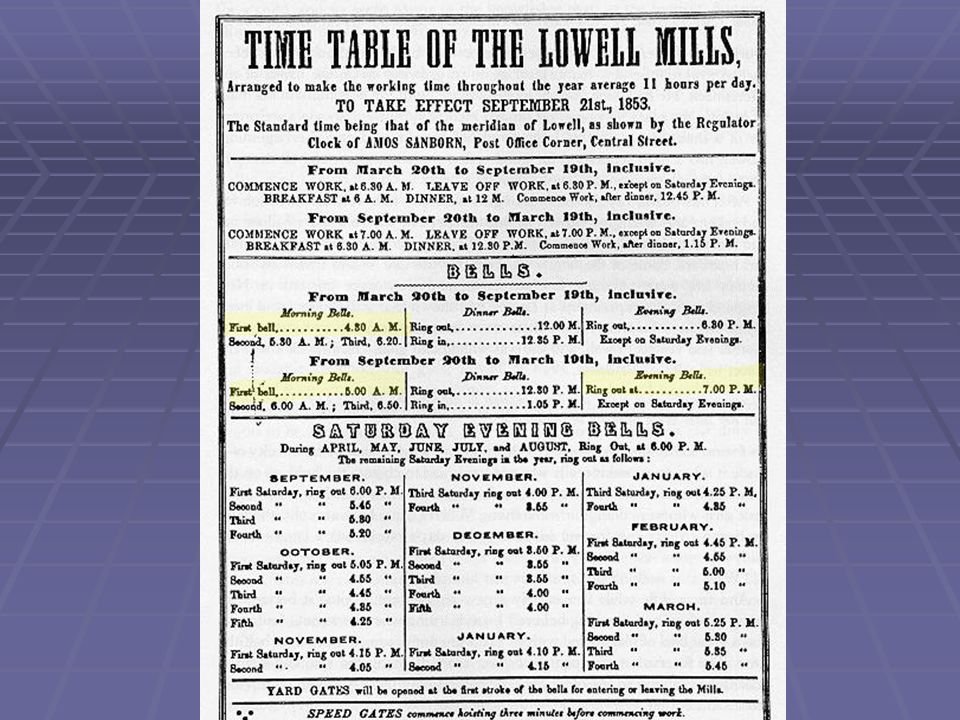 TIME TABLE OF THE LOWELL MILLS,
Arranged to make the working time throughout the year average 11 hours per day.
TO TAKE EFFECT SEPTEMBER 21st., 1853.
The Standard time being that of the meridian of Lowell, as shown by the Regulator
Clock of AMOS SANBORN, Post Office Corner, Central Street.
From March 20th to September 19th, inclusive.
COMMENCE WORK, at 6.30 A. M. LEAVE OFF WORK, at 6.30 P. M., except on Saturday Evenings.
BREAKFAST at 6 A. M. DINNER, at 12 M. Commence Work, after dinner, 12.45 P. M.
From September 20th to March 19th, inclusive.
COMMENCE WORK at 7.00 A. M. LEAVE OFF WORK, at 7.00 P. M., except on Saturday Evenings.
BREAKFAST at 6.30 A. M. DINNER, at 12.30 P.M. Commence Work, after dinner, 1.15 P. M.
BELLS.
From March 20th to September 19th, inclusive.
Morning Bells.
First bell,...........4.30 A. M.
Second, 5.30 A. M.; Third, 6.20.
Dinner Bells.
Ring out,...............12.00 M.
Ring in,.............12.35 P. M.
Evening Bells.
Ring out,.............6.30 P. M.
Except on Saturday Evenings.
From September 20th to March 19th, inclusive.
Morning Bells.
First bell,...........5.00 A. M.
Second, 6.00 A. M.; Third, 6.50.
Dinner Bells.
Ring out,............12.30 P. M.
Ring in,..............1.05 P. M.
Evening Bells.
Ring out at...........7.00 P. M.
Except on Saturday Evenings.
SATURDAY EVENING BELLS.
During APRIL, MAY, JUNE, JULY, and AUGUST, Ring Out, at 6.00 P. M.
The remaining Saturday Evenings in the year, ring out as follows:
SEPTEMBER.
First Saturday, ring out 6.00 P. M.
Second " " 5.45 "
Third " " 5.30 "
Fourth " " 5.20 "
OCTOBER.
First Saturday, ring out 5.05 P. M.
Second " " 4.55 "
Third " " 4.45 "
Fourth " " 4.35 "
Fifth " " 4.25 "
NOVEMBER.
First Saturday, ring out 4.15 P. M.
Second " " 4.05 "
NOVEMBER.
Third Saturday ring out 4.00 P. M.
Fourth " " 3.55 "
DECEMBER.
First Saturday, ring out 3.50 P. M.
Second " " 3.55 "
Third " " 3.55 "
Fourth " " 4.00 "
Fifth " " 4.00 "
JANUARY.
First Saturday, ring out 4.10 P. M.
Second " " 4.15 "
JANUARY.
Third Saturday, ring out 4.25 P. M.
Fourth " " 4.35 "
FEBRUARY.
First Saturday, ring out 4.45 P. M.
Second " " 4.55 "
Third " " 5.00 "
Fourth " " 5.10 "
MARCH.
First Saturday, ring out 5.25 P. M.
Second " " 5.30 "
Third " " 5.35 "
Fourth " " 5.45 "
YARD GATES will be opened at the first stroke of the bells for entering or leaving the Mills.
SPEED GATES commence hoisting three minutes before commencing work.